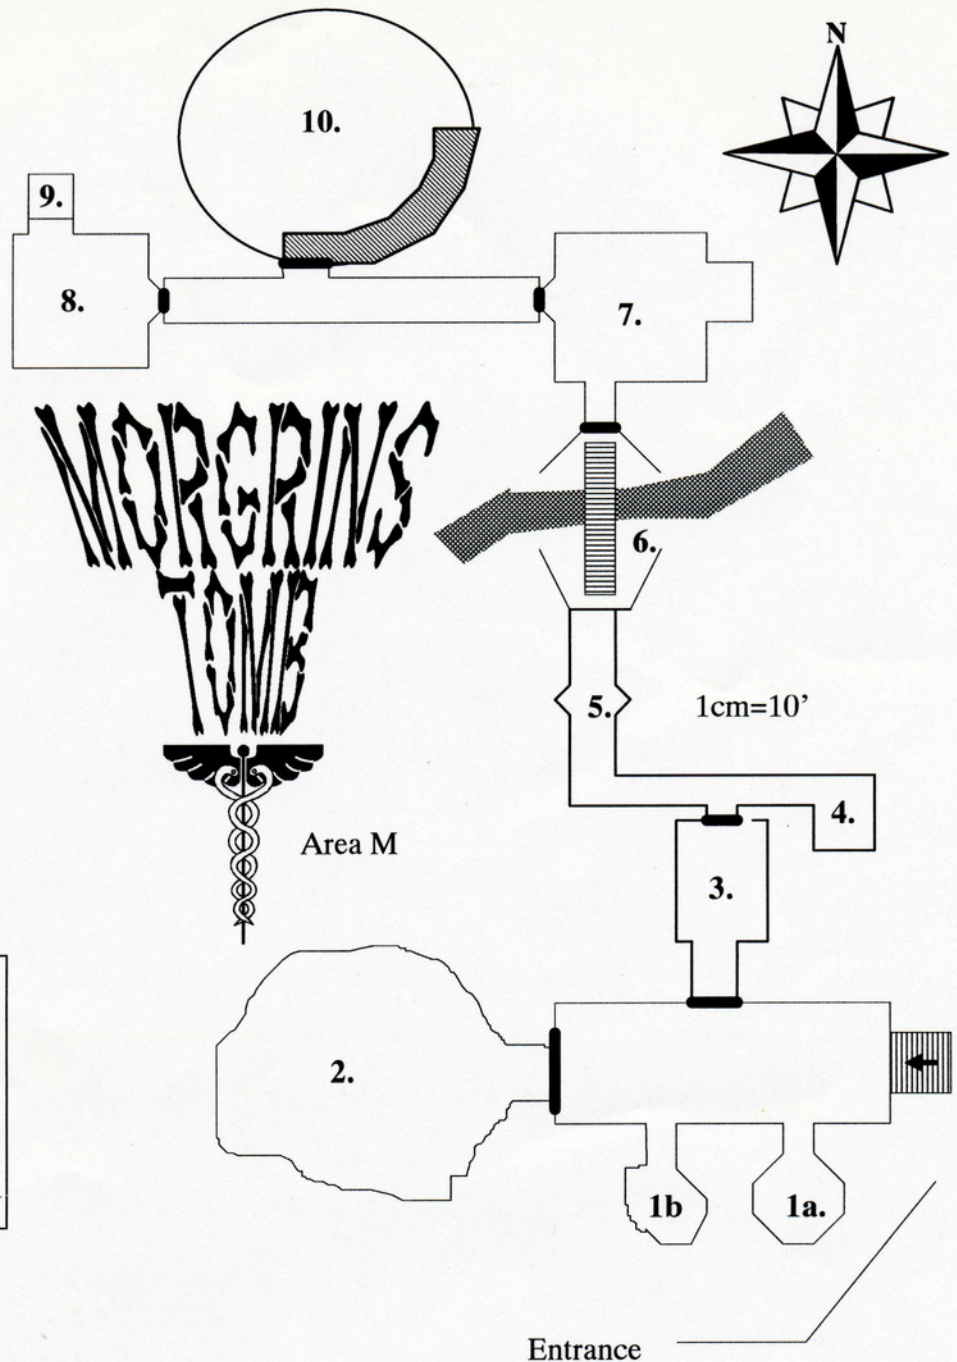 N
10.
9.
8.
7.
MORGRINS
TOMB
6.
5.
1cm=10’
4.
Area M
3.
2.
1b
1a.
Entrance